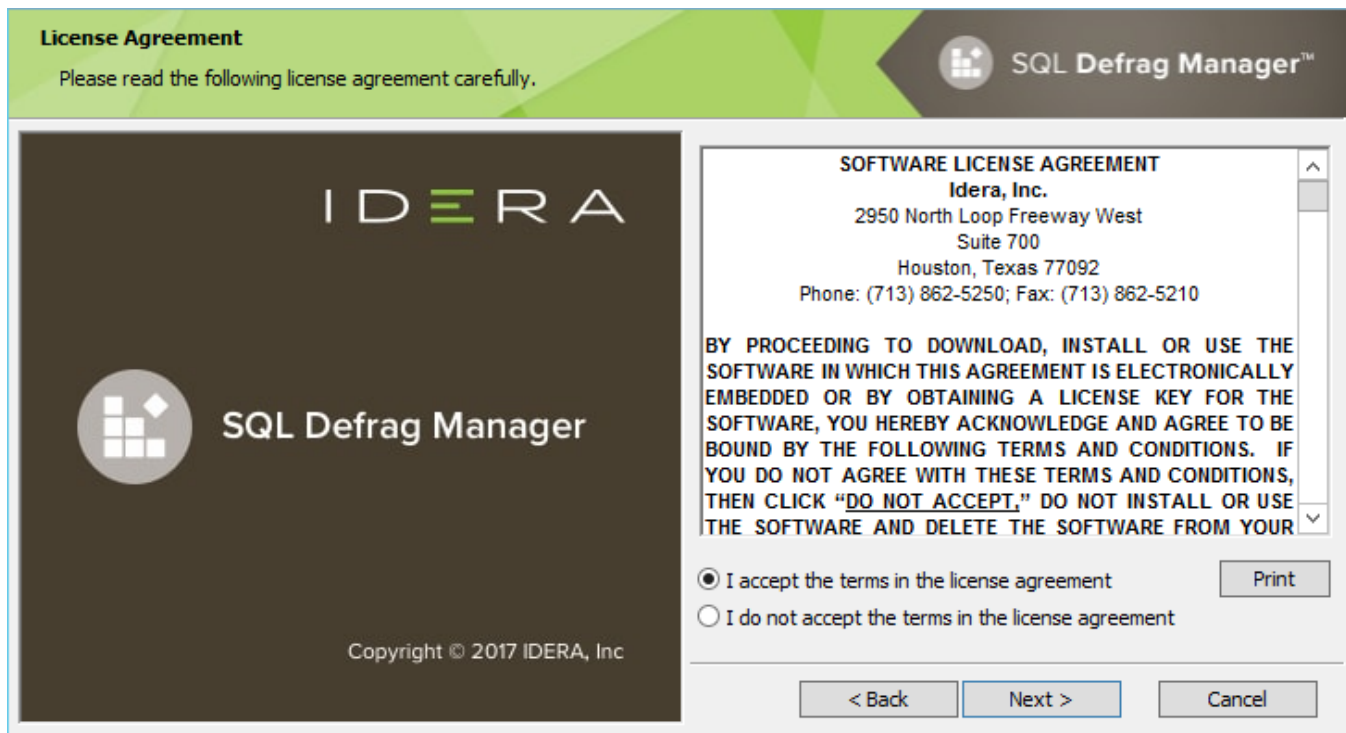 License Agreement
Please read the following license agreement carefully.
SQL Defrag Manager™
IDERA
SQL Defrag Manager
Copyright © 2017 IDERA, Inc
SOFTWARE LICENSE AGREEMENT
Idera, Inc.
2950 North Loop Freeway West
Suite 700
Houston, Texas 77092
Phone: (713) 862-5250; Fax: (713) 862-5210
BY PROCEEDING TO DOWNLOAD, INSTALL OR USE THE
SOFTWARE IN WHICH THIS AGREEMENT IS ELECTRONICALLY
EMBEDDED OR BY OBTAINING A LICENSE KEY FOR THE
SOFTWARE, YOU HEREBY ACKNOWLEDGE AND AGREE TO BE
BOUND BY THE FOLLOWING TERMS AND CONDITIONS. IF
YOU DO NOT AGREE WITH THESE TERMS AND CONDITIONS,
THEN CLICK “DO NOT ACCEPT,” DO NOT INSTALL OR USE
THE SOFTWARE AND DELETE THE SOFTWARE FROM YOUR
I accept the terms in the license agreement
Print
I do not accept the terms in the license agreement
< Back
Next >
Cancel